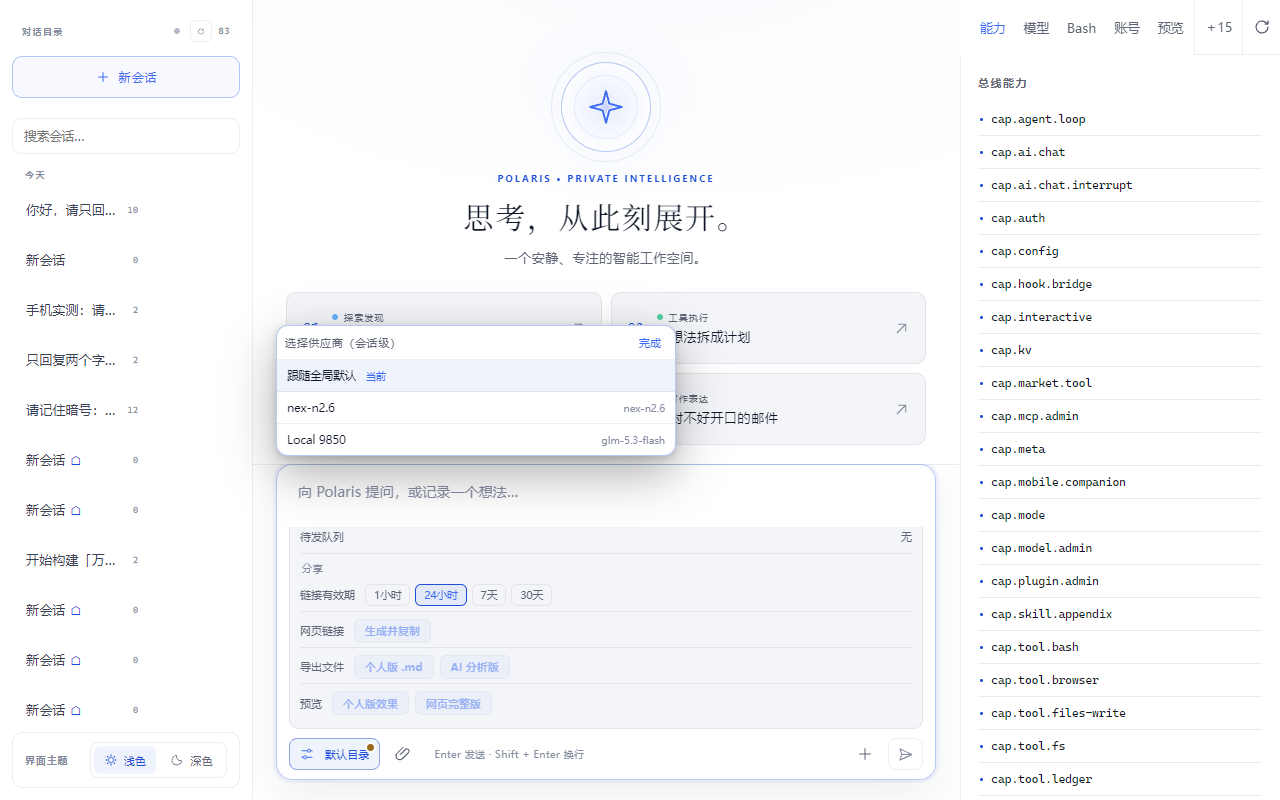 对话目录
83
+ 新会话
搜索会话...
今天
你好，请只回... 10
新会话 0
手机实测：请... 2
只回复两个字... 2
请记住暗号：... 12
新会话 0
新会话 0
开始构建「万... 2
新会话 0
新会话 0
新会话 0
界面主题
浅色
深色
POLARIS • PRIVATE INTELLIGENCE
思考，从此刻展开。
一个安静、专注的智能工作空间。
探索发现
工具执行
想法拆成计划
作表达
对不好开口的邮件
选择供应商（会话级）
完成
跟随全局默认 当前
nex-n2.6 nex-n2.6
Local 9850 glm-5.3-flash
向 Polaris 提问，或记录一个想法...
待发队列 无
分享
链接有效期 1小时 24小时 7天 30天
网页链接 生成并复制
导出文件 个人版 .md AI 分析版
预览 个人版效果 网页完整版
默认目录
Enter 发送 · Shift + Enter 换行
能力 模型 Bash 账号 预览 +15
总线能力
cap.agent.loop
cap.ai.chat
cap.ai.chat.interrupt
cap.auth
cap.config
cap.hook.bridge
cap.interactive
cap.kv
cap.market.tool
cap.mcp.admin
cap.meta
cap.mobile.companion
cap.mode
cap.model.admin
cap.plugin.admin
cap.skill.appendix
cap.tool.bash
cap.tool.browser
cap.tool.files-write
cap.tool.fs
cap.tool.ledger